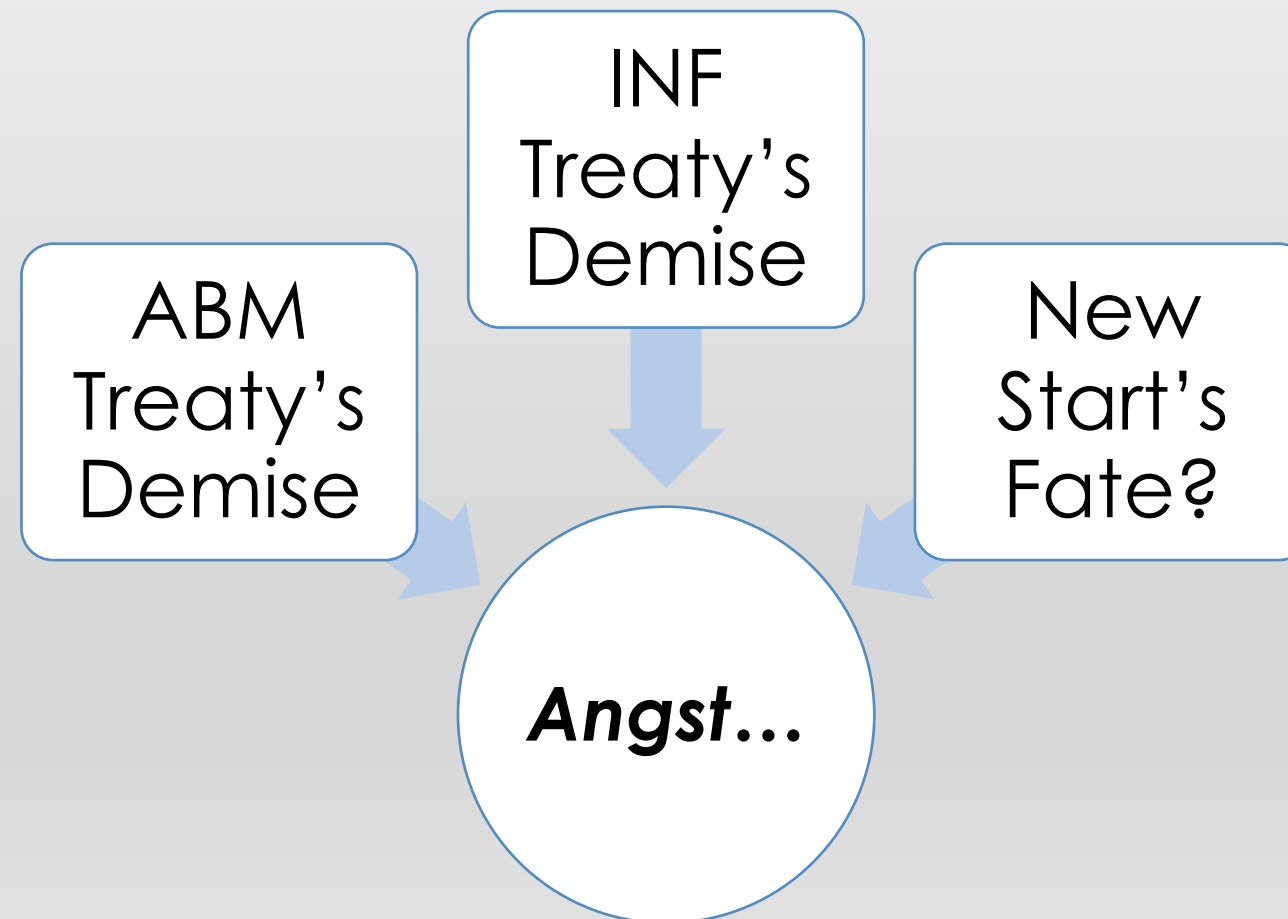 INF
Treaty’s
Demise
ABM
Treaty’s
Demise
New
Start’s
Fate?
Angst…